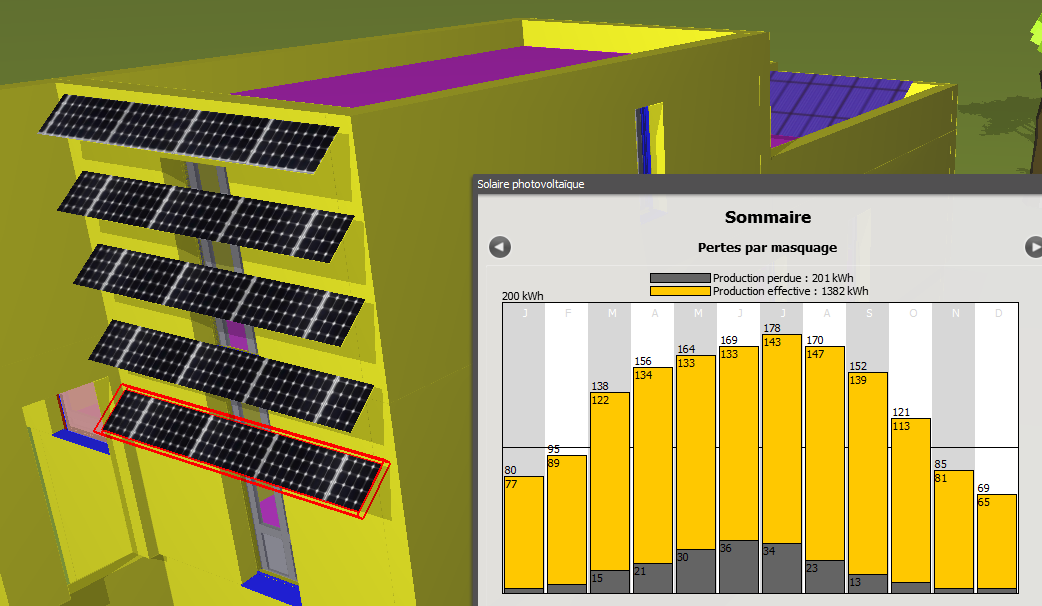 Solaire photovoltaïque
Sommaire
Pertes par masquage
Production perdue : 201 kWh
Production effective : 1382 kWh
200 kWh
J F M A M J J A S O N D
80 95 138 156 164 169 178 170 152 121 85 69
77 89 122 134 133 133 143 147 139 113 81 65
15 21 30 36 34 23 13